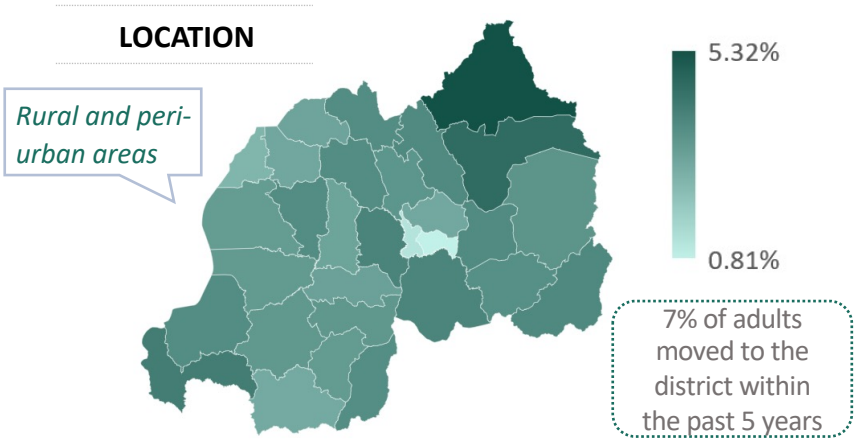 LOCATION
Rural and peri-
urban areas
5.32%
0.81%
7% of adults
moved to the
district within
the past 5 years